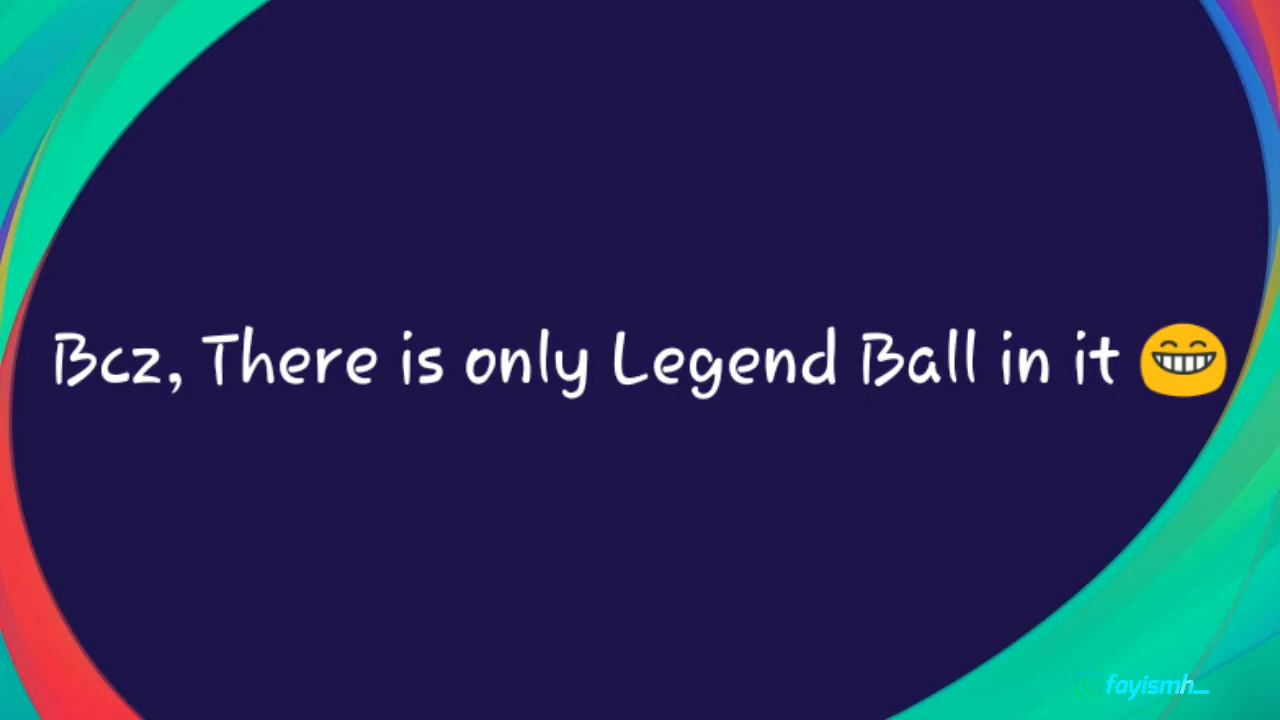 Bcz, There is only Legend Ball in it 😁
@fayismh_